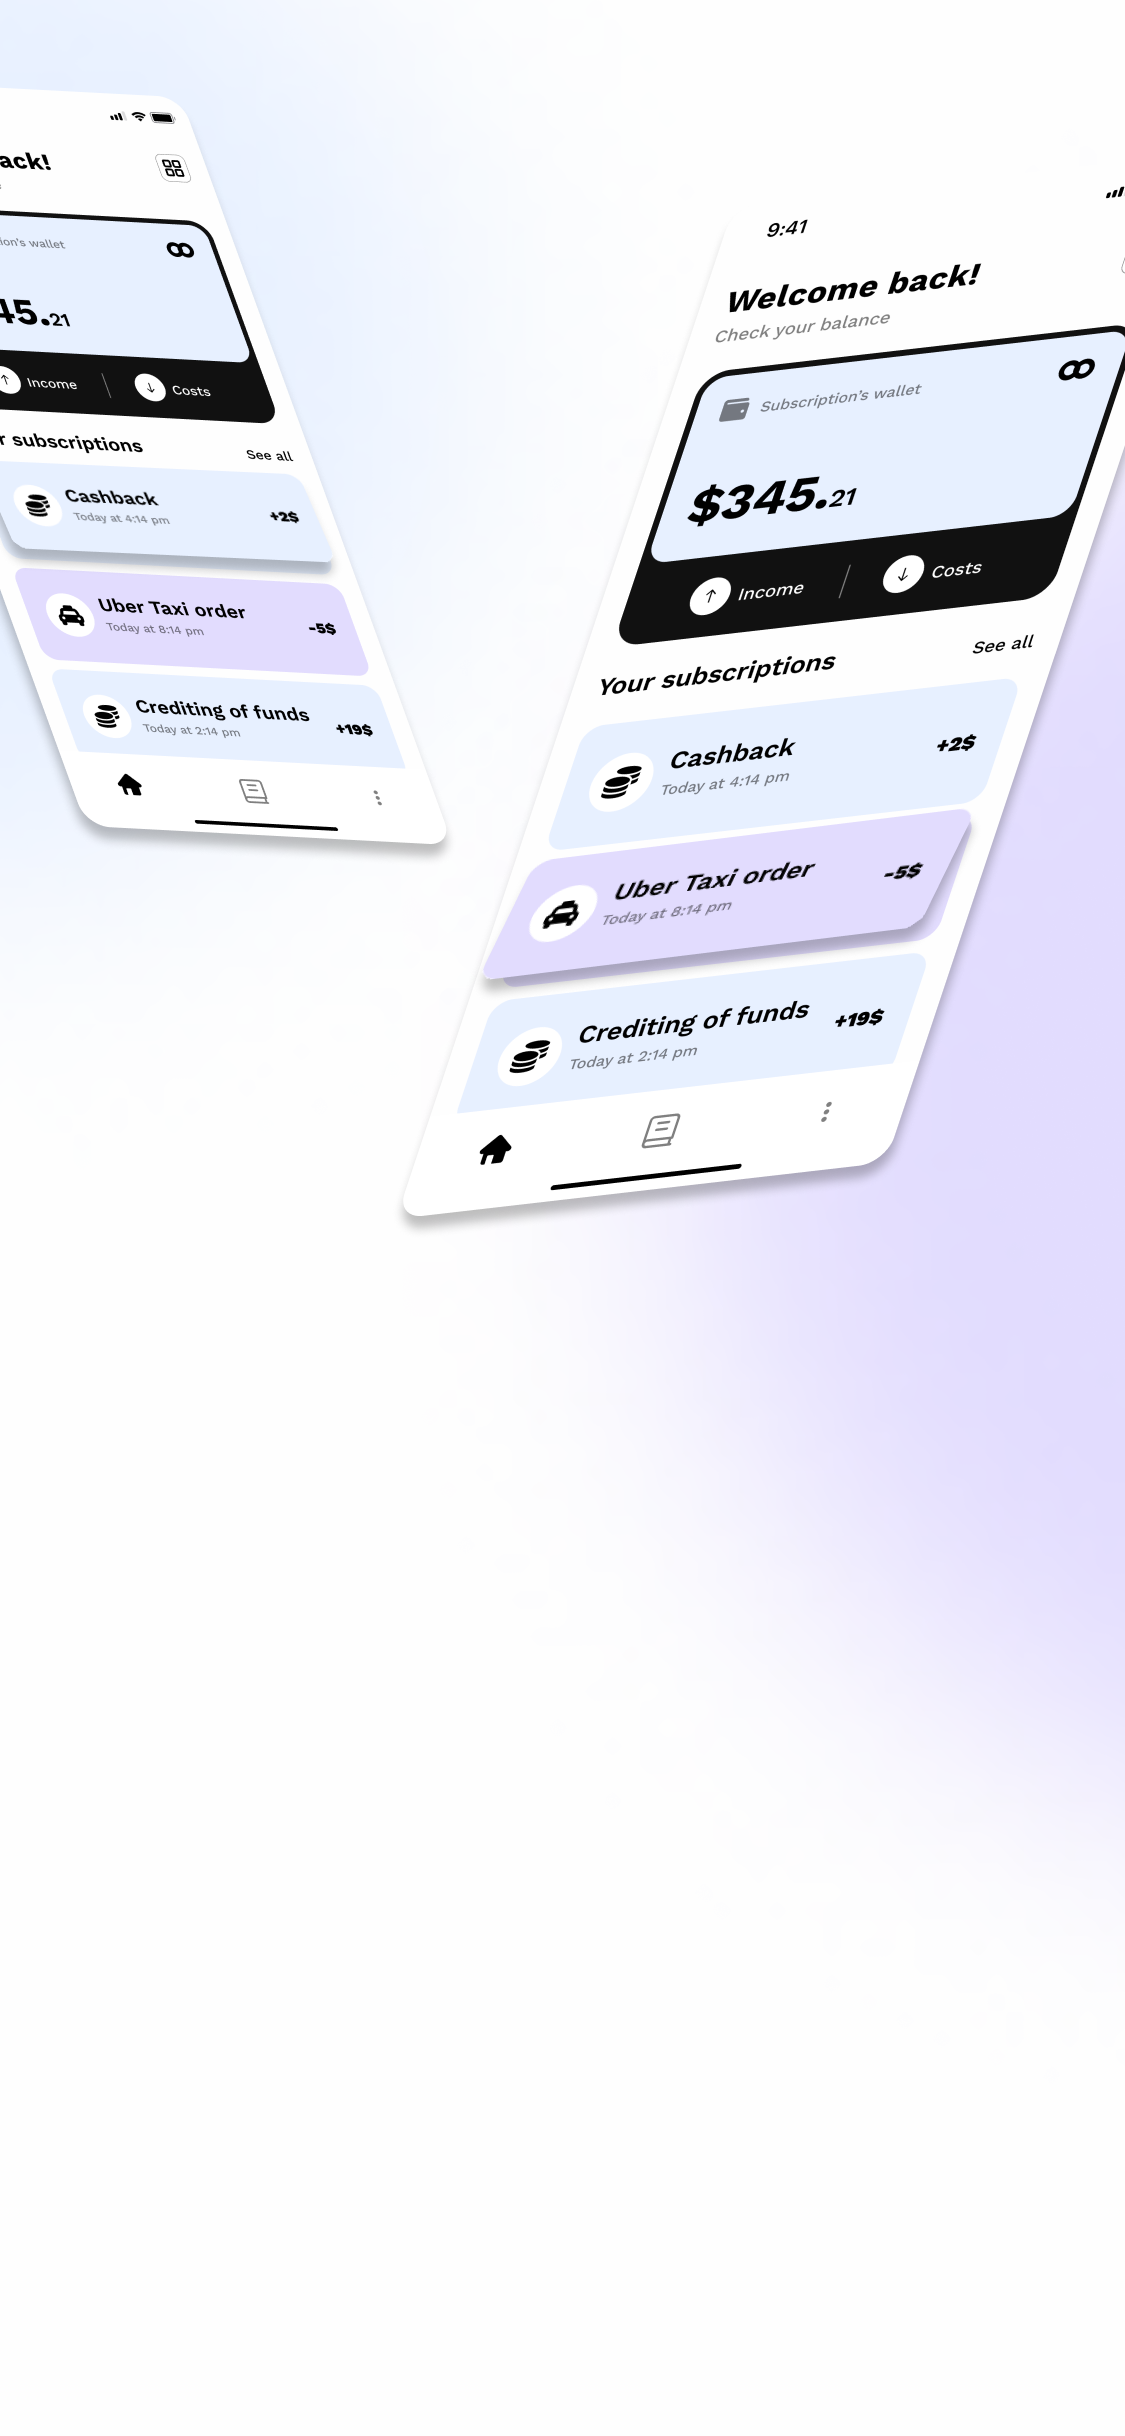 ack!
ion's wallet
45.21
Income
Costs
r subscriptions
See all
Cashback
Today at 4:14 pm
+2$
Uber Taxi order
Today at 8:14 pm
-5$
Crediting of funds
Today at 2:14 pm
+19$
9:41
Welcome back!
Check your balance
Subscription's wallet
$345.21
Income
Costs
Your subscriptions
See all
Cashback
Today at 4:14 pm
+2$
Uber Taxi order
Today at 8:14 pm
-5$
Crediting of funds
Today at 2:14 pm
+19$